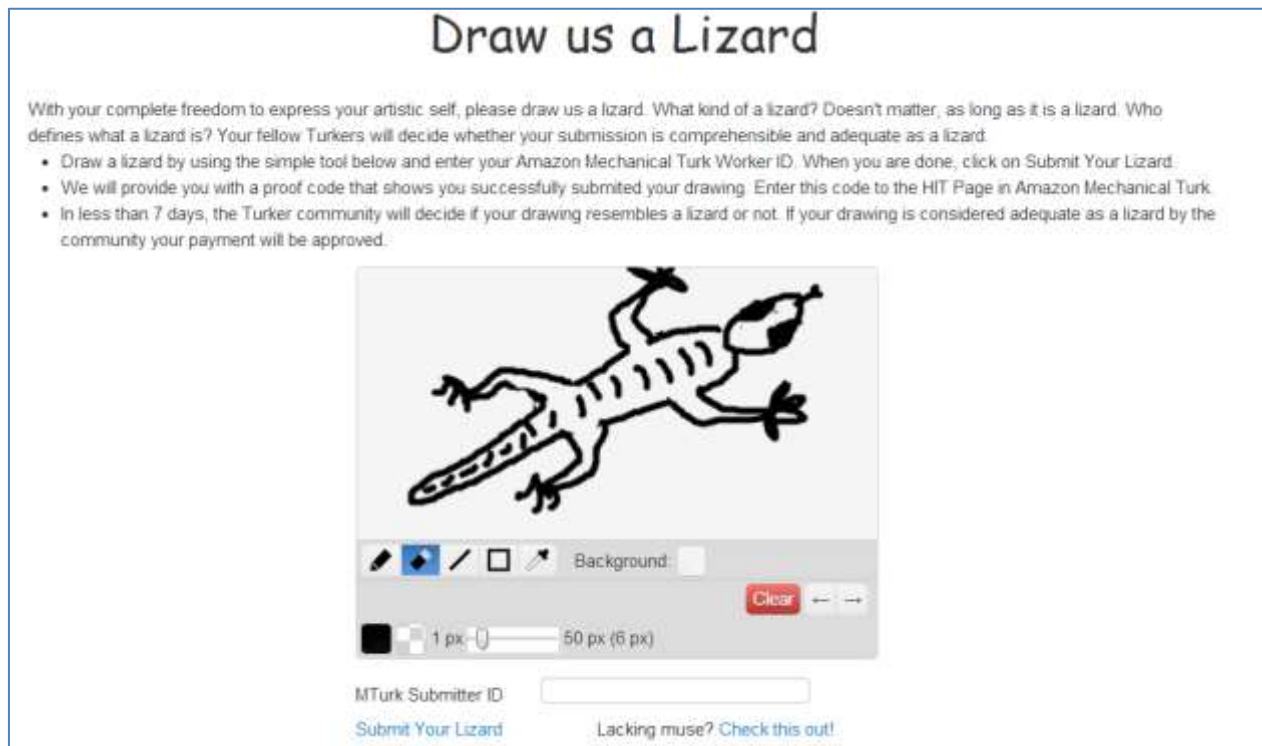 Draw us a Lizard
With your complete freedom to express your artistic self, please draw us a lizard. What kind of a lizard? Doesn't matter, as long as it is a lizard. Who
defines what a lizard is? Your fellow Turkers will decide whether your submission is comprehensible and adequate as a lizard.
• Draw a lizard by using the simple tool below and enter your Amazon Mechanical Turk Worker ID. When you are done, click on Submit Your Lizard.
• We will provide you with a proof code that shows you successfully submited your drawing. Enter this code to the HIT Page in Amazon Mechanical Turk.
• In less than 7 days, the Turker community will decide if your drawing resembles a lizard or not. If your drawing is considered adequate as a lizard by the
community your payment will be approved.
Background:
Clear ← →
1 px 50 px (6 px)
MTurk Submitter ID
Submit Your Lizard Lacking muse? Check this out!